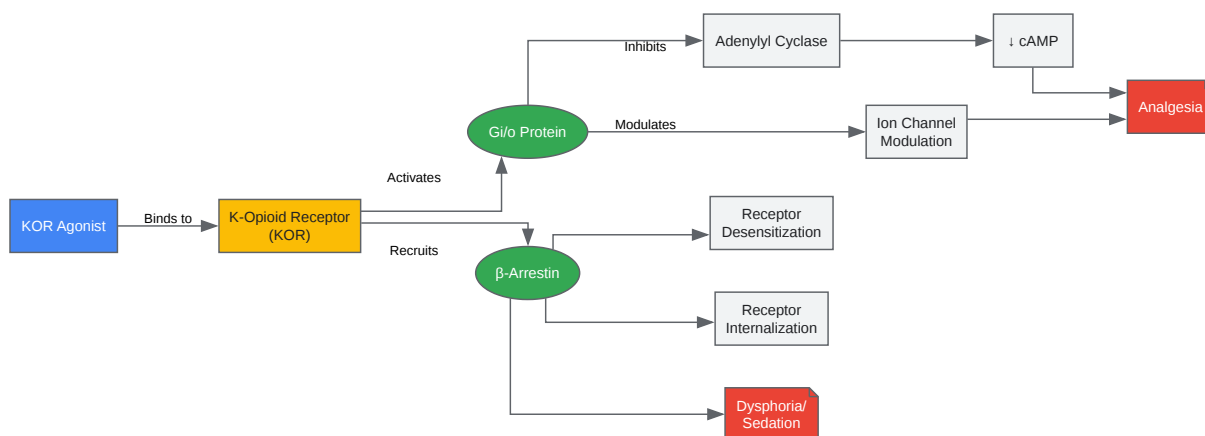 Inhibits
Adenylyl Cyclase
↓ cAMP
Analgesia
Gi/o Protein
Modulates
Ion Channel
Modulation
Activates
KOR Agonist
Binds to
K-Opioid Receptor
(KOR)
Recruits
β-Arrestin
Receptor
Desensitization
Receptor
Internalization
Dysphoria/
Sedation